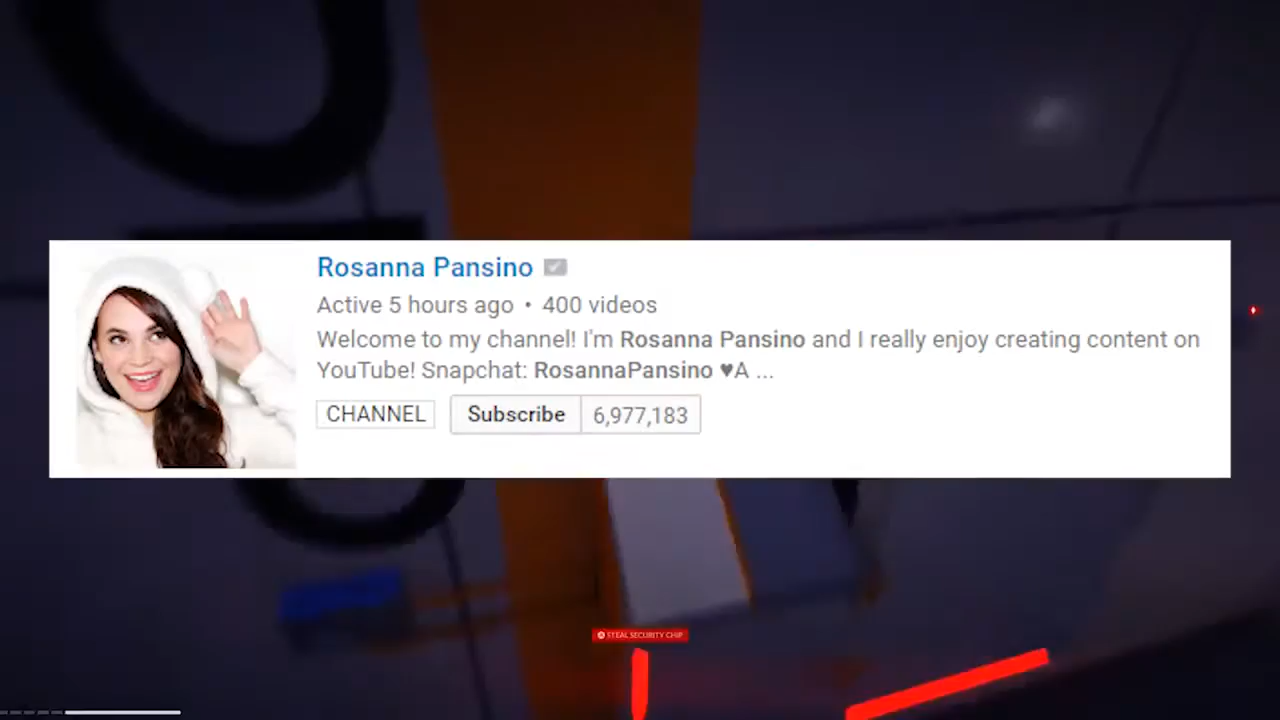 Rosanna Pansino
Active 5 hours ago • 400 videos
Welcome to my channel! I'm Rosanna Pansino and I really enjoy creating content on
YouTube! Snapchat: RosannaPansino ♥A ...
CHANNEL Subscribe 6,977,183
STEAL SECURITY CHIP